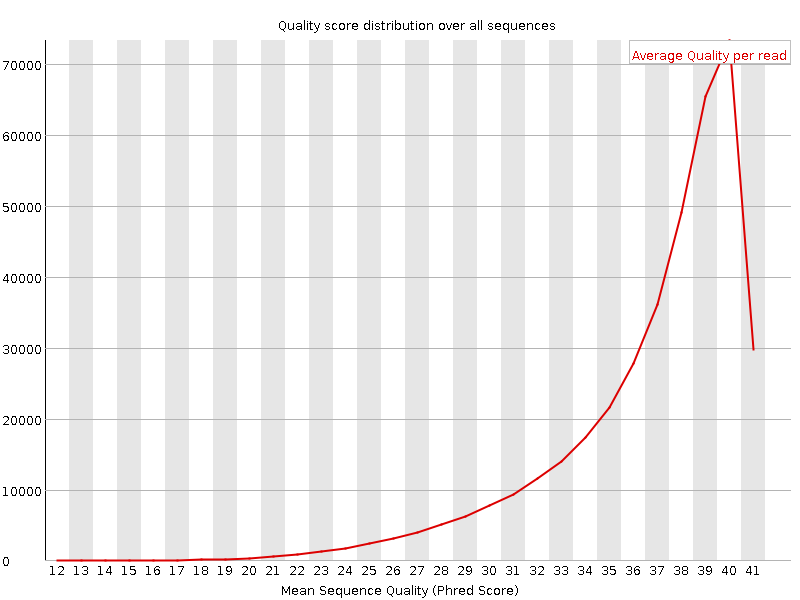 Quality score distribution over all sequences
Average Quality per read
70000
60000
50000
40000
30000
20000
10000
0
12 13 14 15 16 17 18 19 20 21 22 23 24 25 26 27 28 29 30 31 32 33 34 35 36 37 38 39 40 41
Mean Sequence Quality (Phred Score)